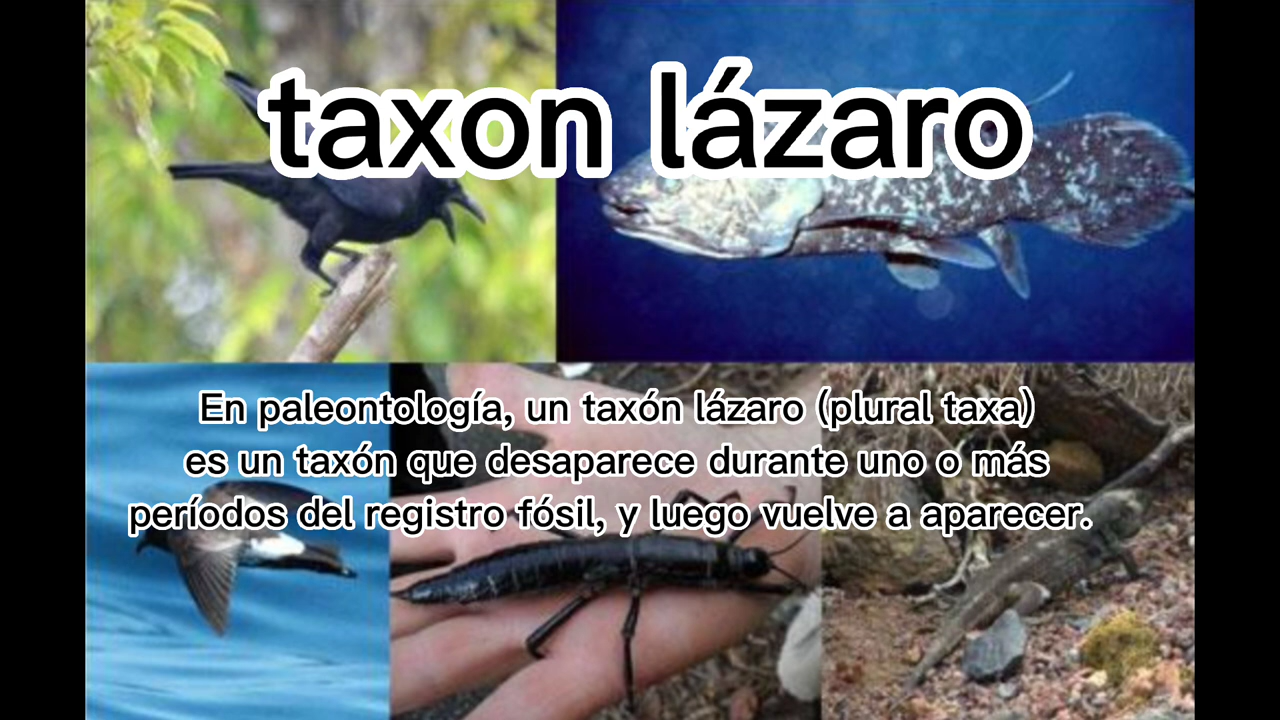 taxon lázaro
En paleontología, un taxón lázaro (plural taxa)
es un taxón que desaparece durante uno o más
períodos del registro fósil, y luego vuelve a aparecer.